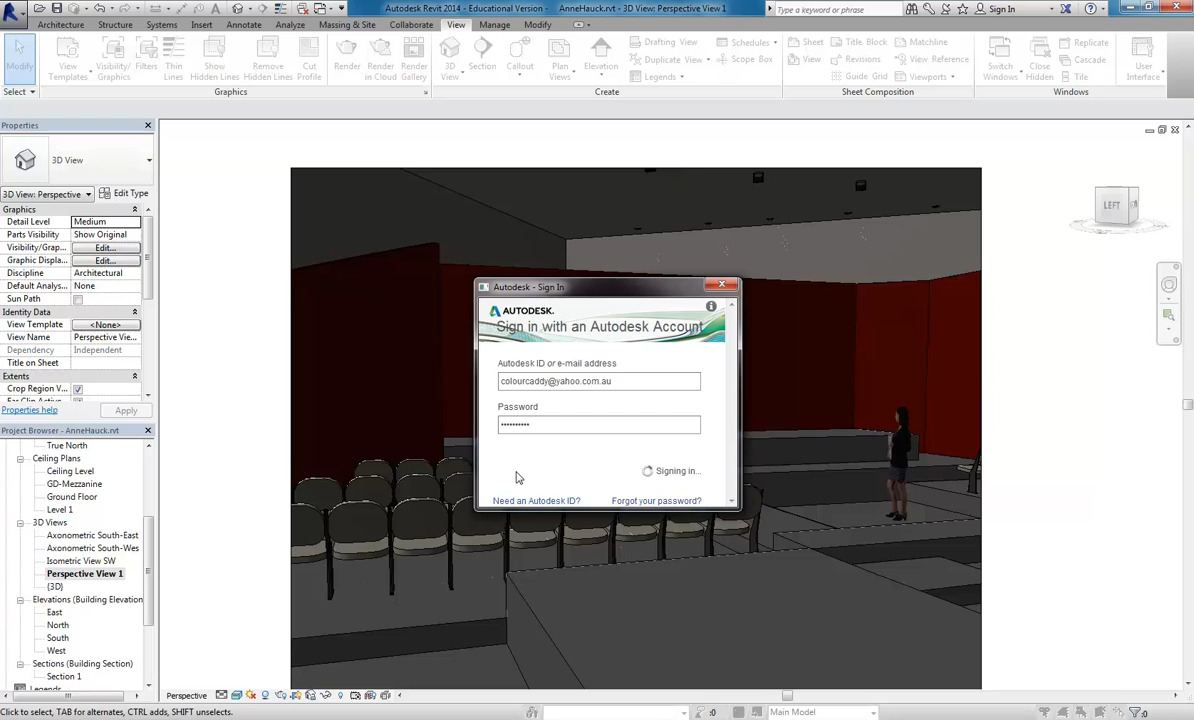 Autodesk Revit 2014 - Educational Version - AnneHauck.rvt - 3D View: Perspective View 1
Type a keyword or phrase
Sign In
Architecture Structure Systems Insert Annotate Analyze Massing & Site Collaborate View Manage Modify
Modify
View Templates
Visibility/ Graphics
Filters
Thin Lines
Show Hidden Lines
Remove Hidden Lines
Cut Profile
Render
Render in Cloud
Render Gallery
3D View
Section
Callout
Plan Views
Elevation
Drafting View
Duplicate View
Legends
Schedules
Scope Box
Sheet
View
Title Block
Revisions
Guide Grid
Matchline
View Reference
Viewports
Switch Windows
Close Hidden
Replicate
Cascade
Tile
User Interface
Select
Graphics
Create
Sheet Composition
Windows
Properties
3D View
3D View: Perspective
Edit Type
Graphics
Detail Level Medium
Parts Visibility Show Original
Visibility/Grap... Edit...
Graphic Displa... Edit...
Discipline Architectural
Default Analys... None
Sun Path
Identity Data
View Template <None>
View Name Perspective Vie...
Dependency Independent
Title on Sheet
Extents
Crop Region V...
Far Clip Active
Properties help
Apply
Project Browser - AnneHauck.rvt
True North
Ceiling Plans
Ceiling Level
GD-Mezzanine
Ground Floor
Level 1
3D Views
Axonometric South-East
Axonometric South-Wes
Isometric View SW
Perspective View 1
{3D}
Elevations (Building Elevation
East
North
South
West
Sections (Building Section)
Section 1
Legends
LEFT
Autodesk - Sign In
AUTODESK.
Sign in with an Autodesk Account
Autodesk ID or e-mail address
colourcaddy@yahoo.com.au
Password
••••••••••
Signing in...
Need an Autodesk ID?
Forgot your password?
Perspective
Click to select, TAB for alternates, CTRL adds, SHIFT unselects.
:0
Main Model
:0